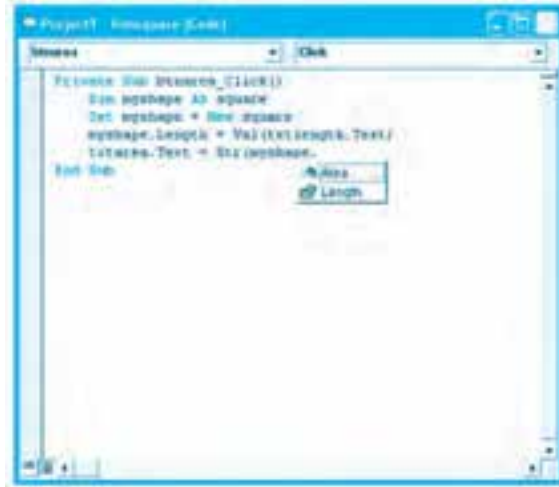 Project1 (Code)
btnarea Click
Private Sub btnarea_Click()
Dim myshape As square
Set myshape = New square
myshape.Length = Val(txtlength.Text)
txtarea.Text = Str(myshape.
Area
Length
End Sub